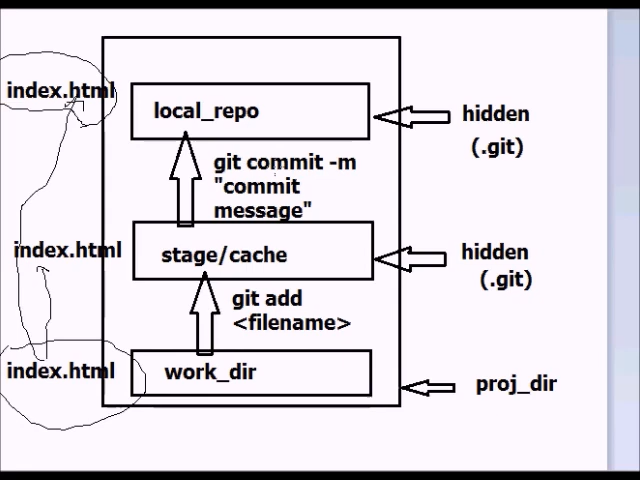 index.html
local_repo
hidden
(.git)
git commit -m
"commit
message"
index.html
stage/cache
hidden
(.git)
git add
<filename>
index.html
work_dir
proj_dir